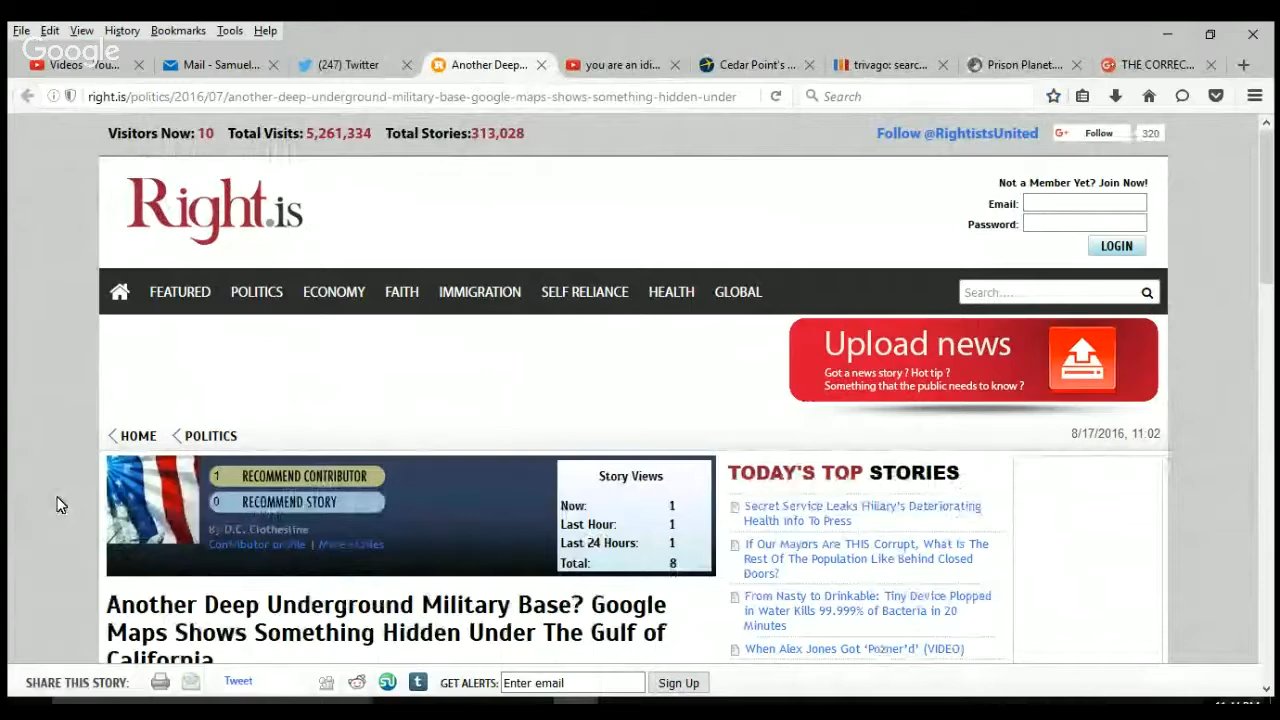 File Edit View History Bookmarks Tools Help
Google
Videos - You... Mail - Samuel... (247) Twitter Another Deep... you are an idi... Cedar Point's ... trivago: searc... Prison Planet.... THE CORREC...
right.is/politics/2016/07/another-deep-underground-military-base-google-maps-shows-something-hidden-under
Search
Visitors Now: 10 Total Visits: 5,261,334 Total Stories:313,028
Follow @RightistsUnited G+ Follow 320
Right.is
Not a Member Yet? Join Now!
Email:
Password:
LOGIN
FEATURED POLITICS ECONOMY FAITH IMMIGRATION SELF RELIANCE HEALTH GLOBAL
Search....
Upload news
Got a news story ? Hot tip ?
Something that the public needs to know ?
HOME POLITICS
8/17/2016, 11:02
1 RECOMMEND CONTRIBUTOR
0 RECOMMEND STORY
By D.C. Clothesline
Contributor profile | More stories
Story Views
Now: 1
Last Hour: 1
Last 24 Hours: 1
Total: 8
Another Deep Underground Military Base? Google
Maps Shows Something Hidden Under The Gulf of
California
TODAY'S TOP STORIES
Secret Service Leaks Hillary's Deteriorating
Health Info To Press
If Our Mayors Are THIS Corrupt, What Is The
Rest Of The Population Like Behind Closed
Doors?
From Nasty to Drinkable: Tiny Device Plopped
in Water Kills 99.999% of Bacteria in 20
Minutes
When Alex Jones Got 'Pozner'd' (VIDEO)
SHARE THIS STORY: Tweet GET ALERTS: Enter email Sign Up